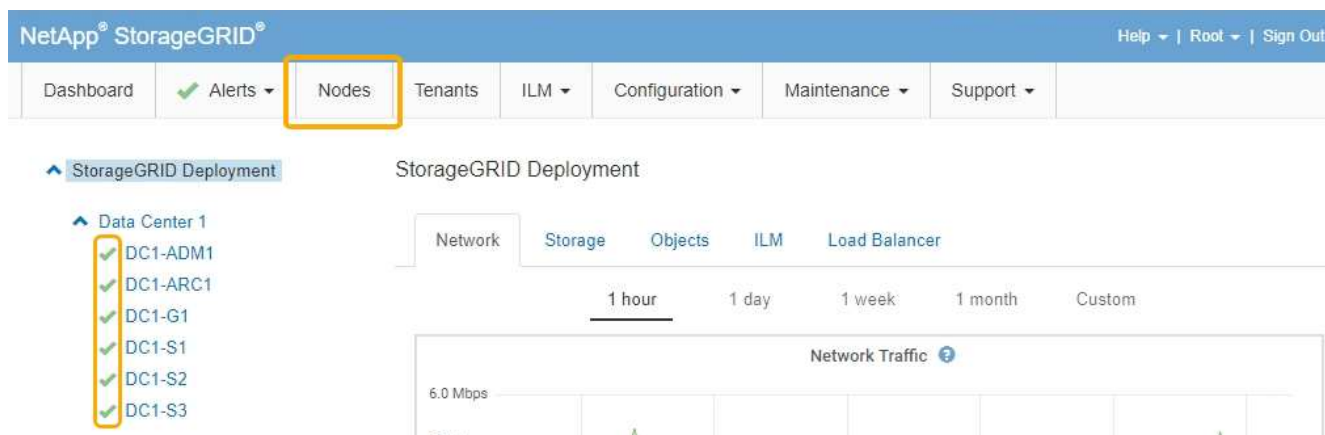 NetApp® StorageGRID®
Help | Root | Sign Out
Dashboard Alerts Nodes Tenants ILM Configuration Maintenance Support
StorageGRID Deployment
Data Center 1
DC1-ADM1
DC1-ARC1
DC1-G1
DC1-S1
DC1-S2
DC1-S3
StorageGRID Deployment
Network Storage Objects ILM Load Balancer
1 hour 1 day 1 week 1 month Custom
Network Traffic
6.0 Mbps